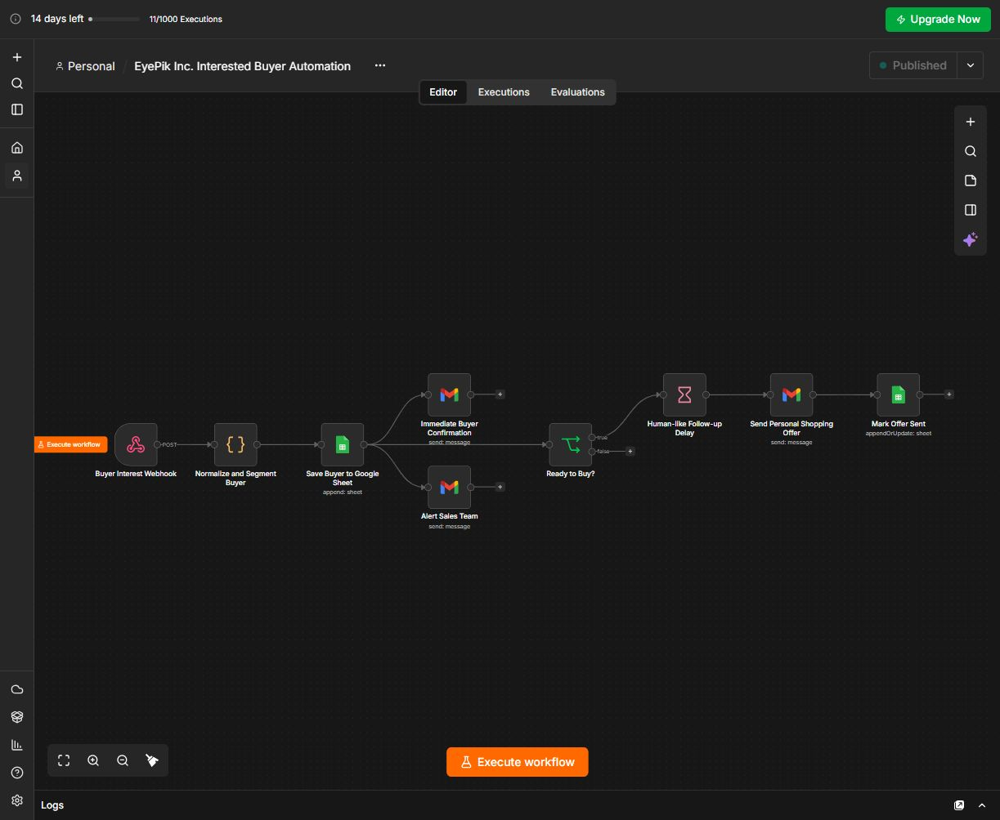 14 days left
11/1000 Executions
Upgrade Now
Personal / EyePik Inc. Interested Buyer Automation
Published
Editor
Executions
Evaluations
Execute workflow
Buyer Interest Webhook
POST
Normalize and Segment
Buyer
Save Buyer to Google
Sheet
append: sheet
Immediate Buyer
Confirmation
send: message
Alert Sales Team
send: message
Ready to Buy?
true
false
Human-like Follow-up
Delay
Send Personal Shopping
Offer
send: message
Mark Offer Sent
appendOrUpdate: sheet
Execute workflow
Logs